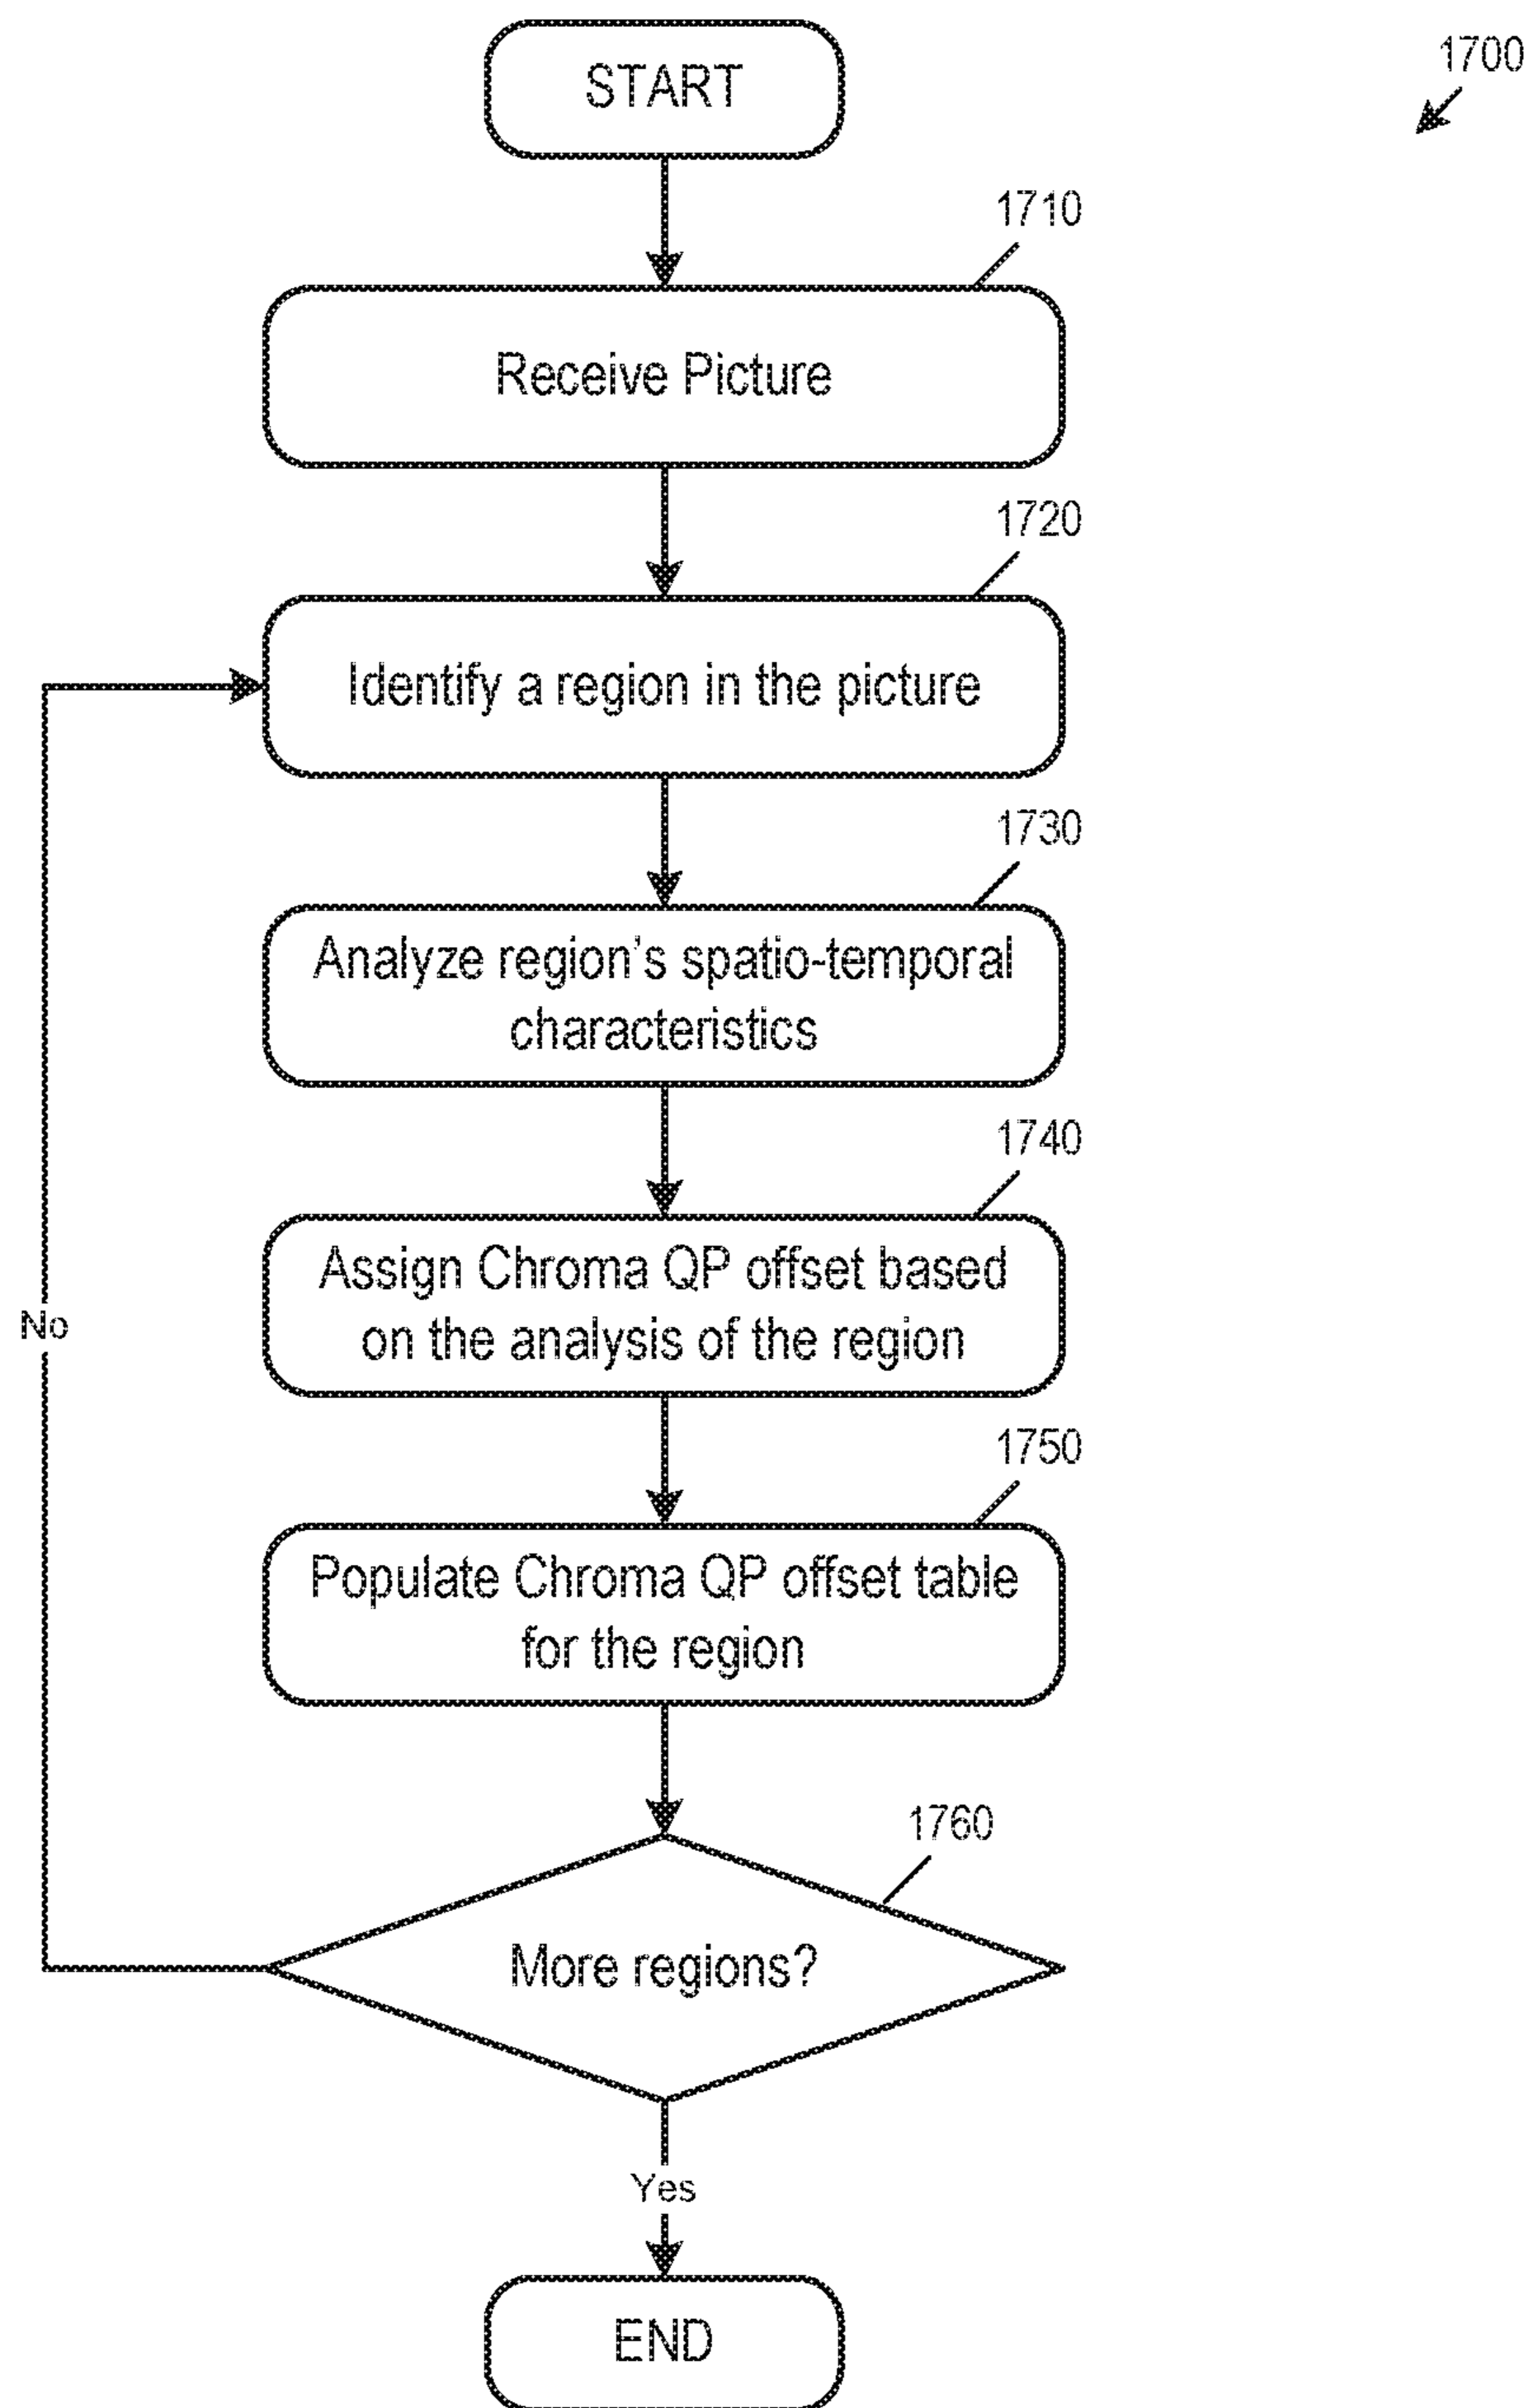 START
1700
1710
Receive Picture
1720
Identify a region in the picture
1730
Analyze region's spatio-temporal
characteristics
1740
Assign Chroma QP offset based
on the analysis of the region
No
1750
Populate Chroma QP offset table
for the region
1760
More regions?
Yes
END